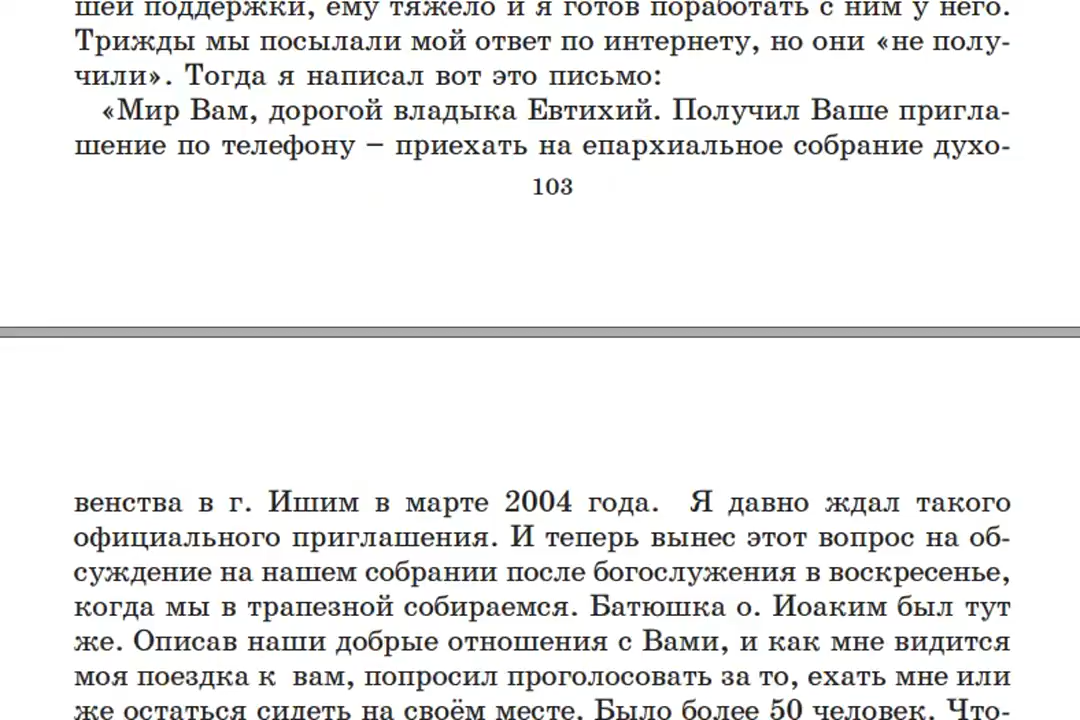 шей поддержки, ему тяжело и я готов поработать с ним у него.
Трижды мы посылали мой ответ по интернету, но они «не полу-
чили». Тогда я написал вот это письмо:
«Мир Вам, дорогой владыка Евтихий. Получил Ваше пригла-
шение по телефону – приехать на епархиальное собрание духо-
103
венства в г. Ишим в марте 2004 года. Я давно ждал такого
официального приглашения. И теперь вынес этот вопрос на об-
суждение на нашем собрании после богослужения в воскресенье,
когда мы в трапезной собираемся. Батюшка о. Иоаким был тут
же. Описав наши добрые отношения с Вами, и как мне видится
моя поездка к вам, попросил проголосовать за то, ехать мне или
же остаться сидеть на своём месте. Было более 50 человек. Что-